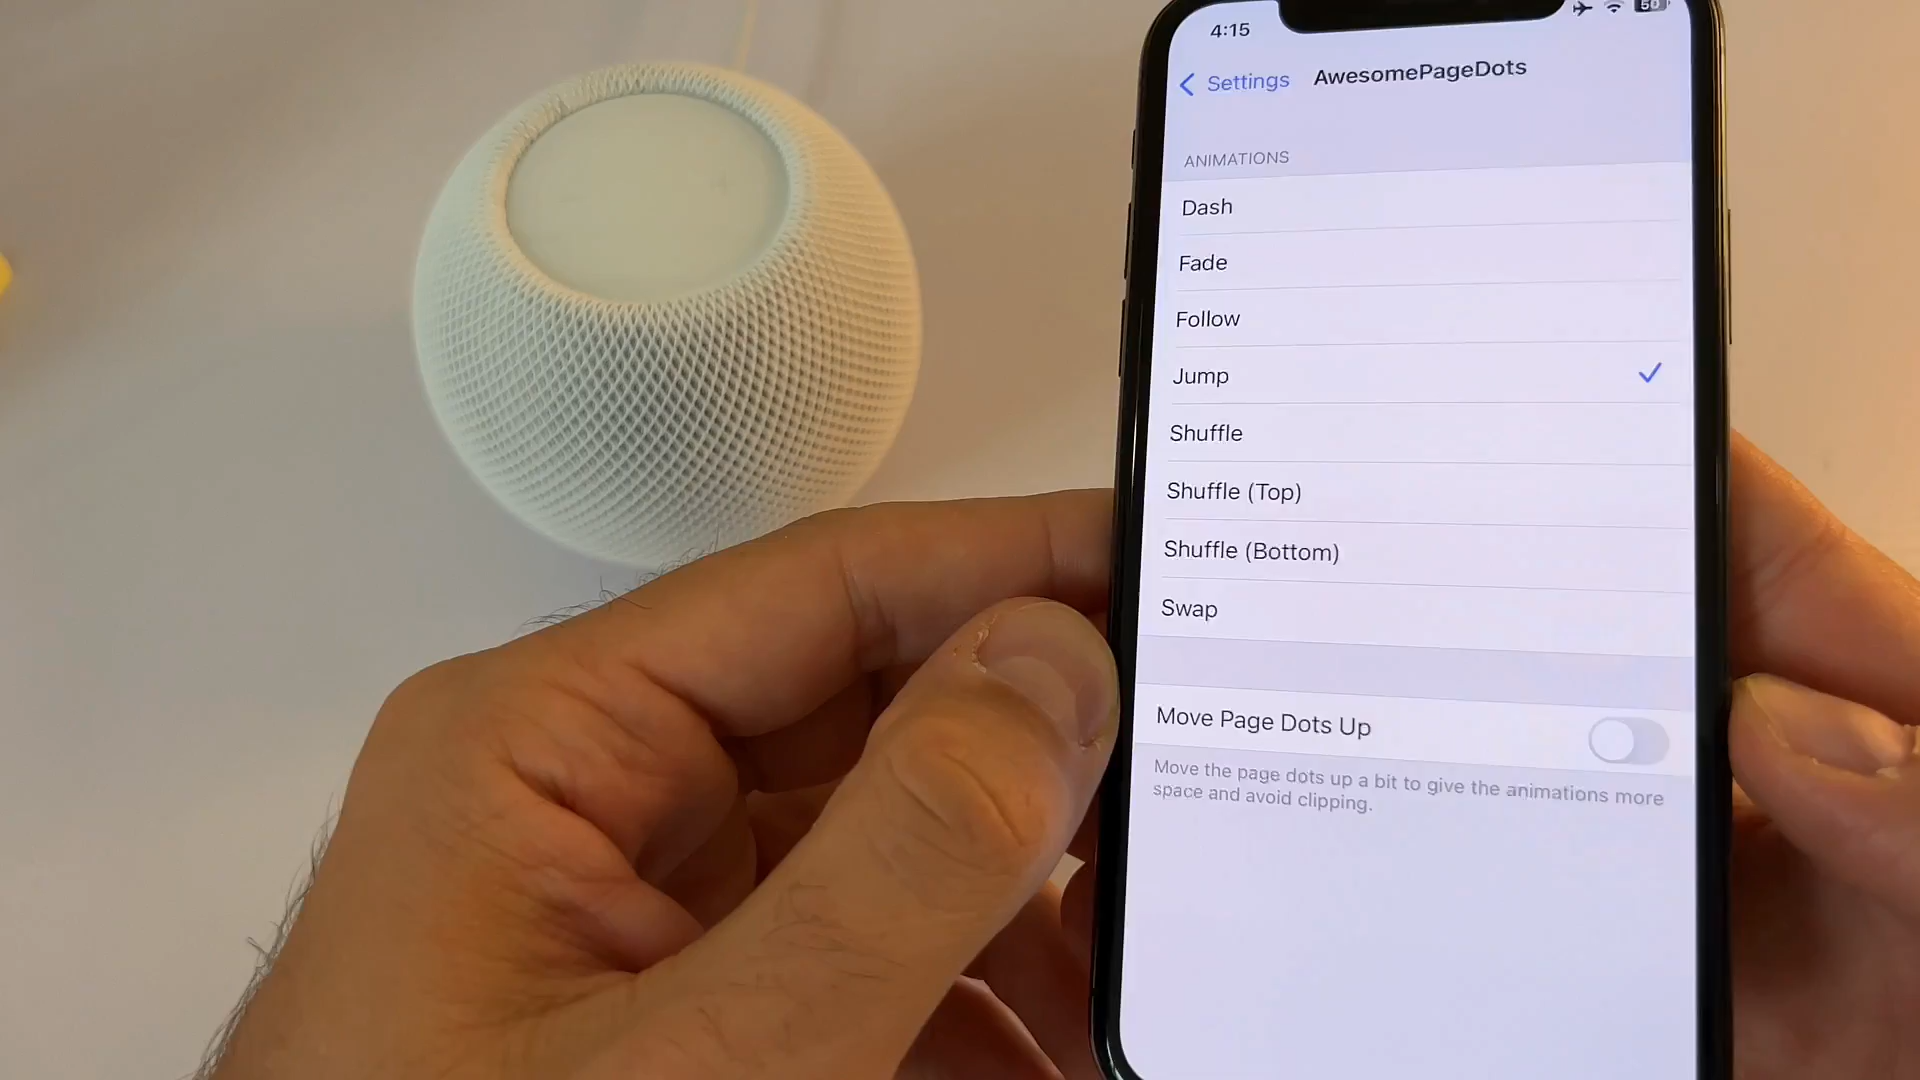 4:15
50
Settings
AwesomePageDots
ANIMATIONS
Dash
Fade
Follow
Jump
Shuffle
Shuffle (Top)
Shuffle (Bottom)
Swap
Move Page Dots Up
Move the page dots up a bit to give the animations more
space and avoid clipping.